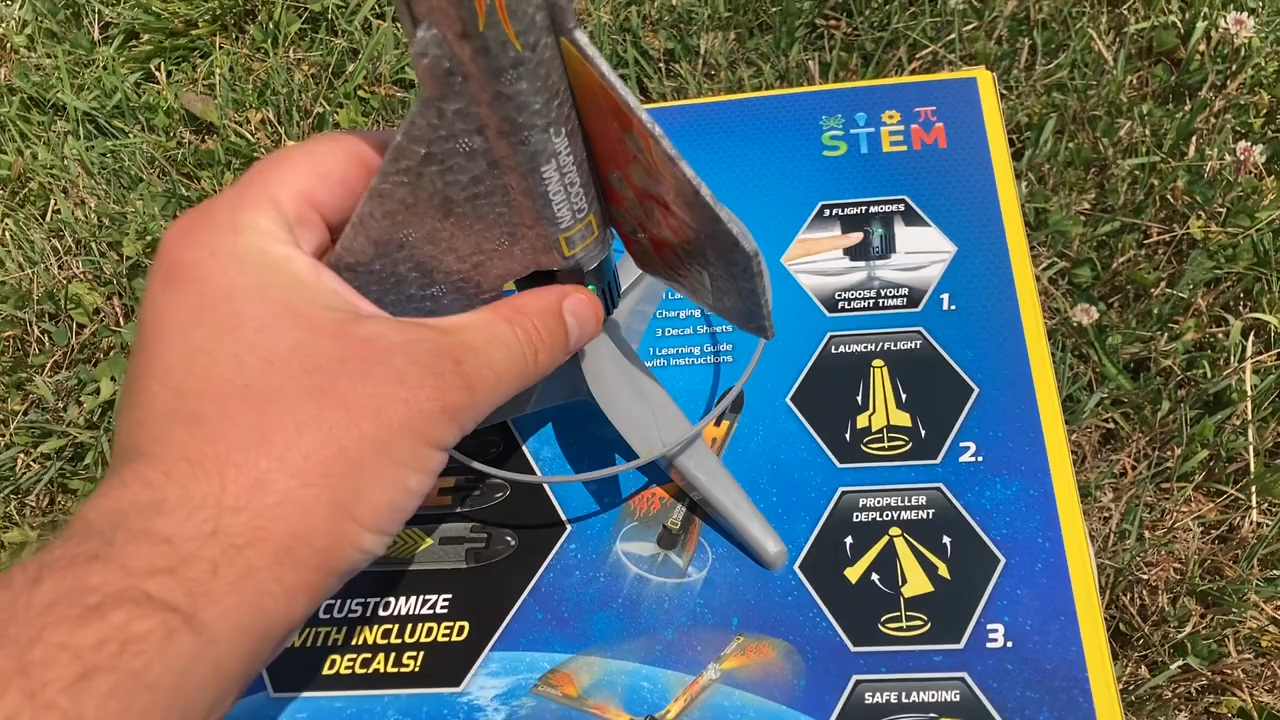 NATIONAL
GEOGRAPHIC
STEM
3 FLIGHT MODES
CHOOSE YOUR
FLIGHT TIME!
1.
Charging
3 Decal Sheets
1 Learning Guide
with Instructions
LAUNCH / FLIGHT
2.
PROPELLER
DEPLOYMENT
3.
CUSTOMIZE
WITH INCLUDED
DECALS!
SAFE LANDING